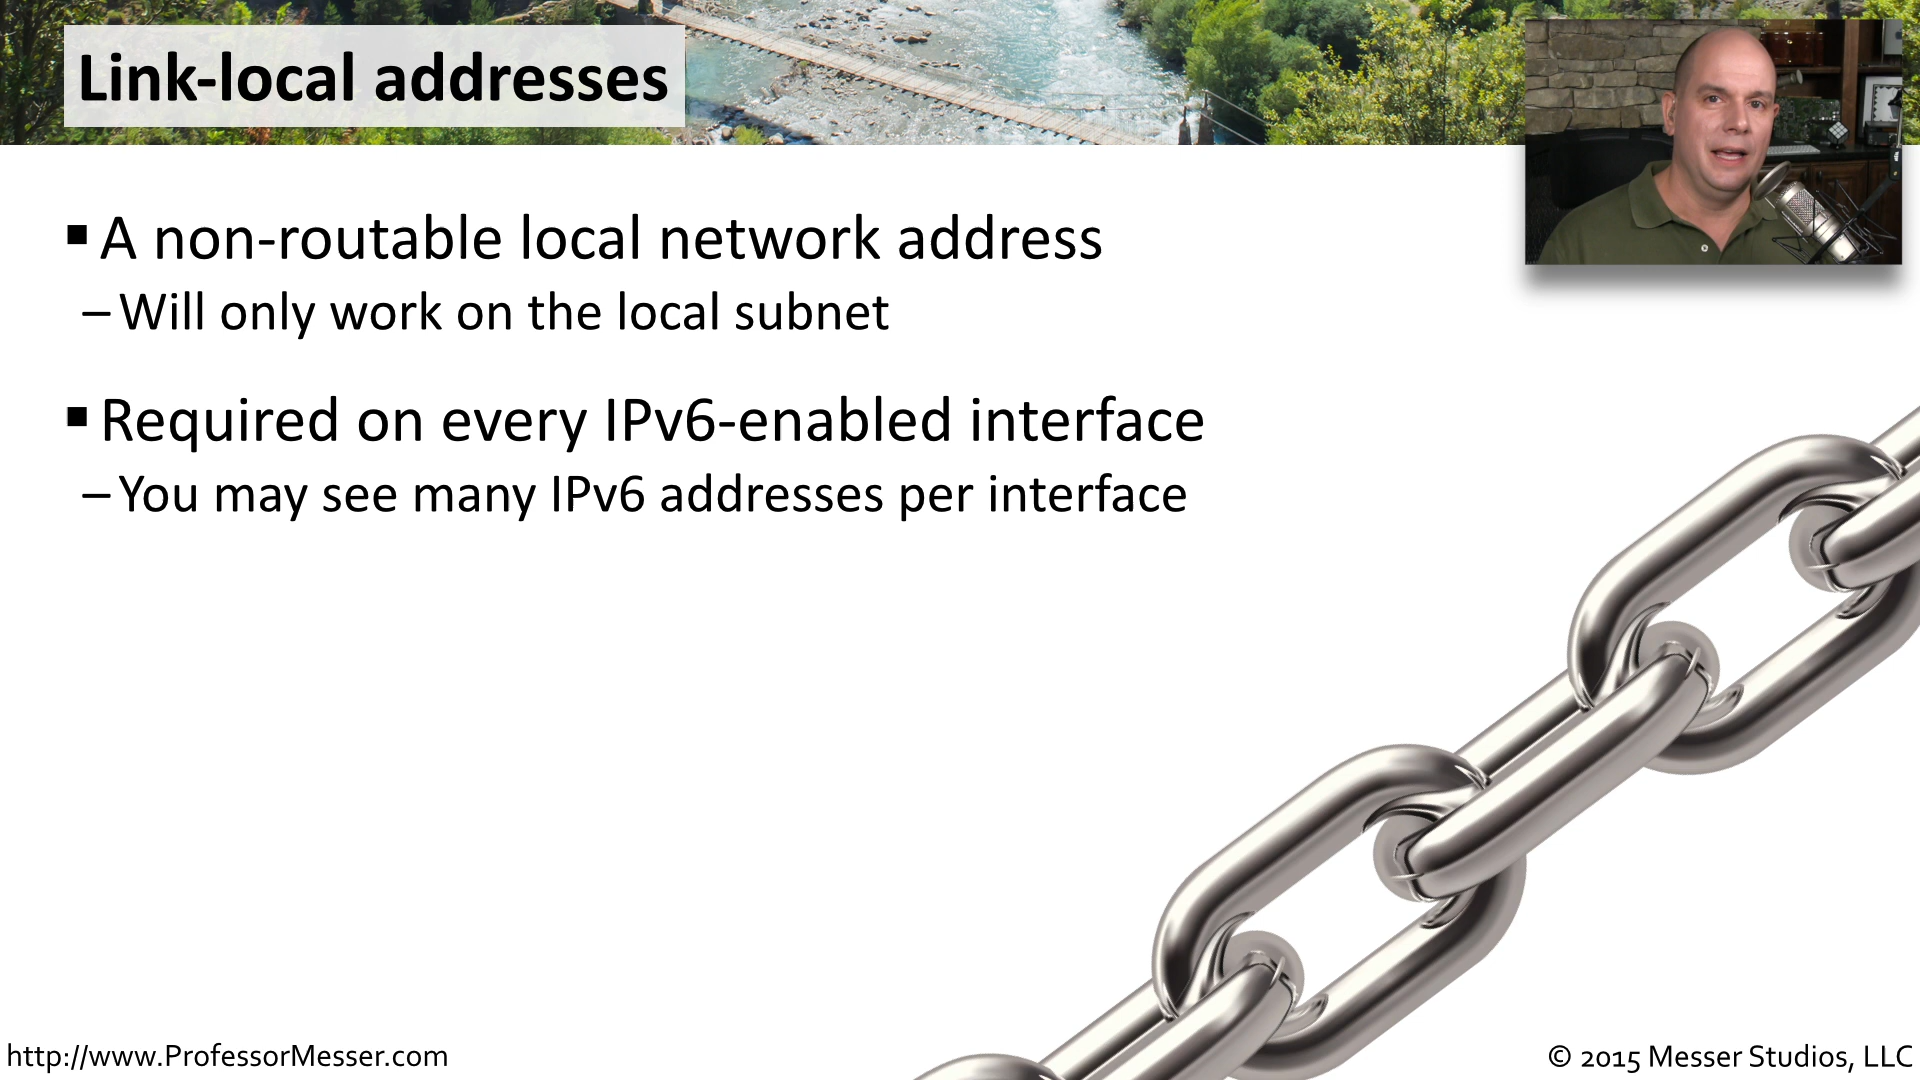 Link-local addresses
▪ A non-routable local network address
– Will only work on the local subnet
▪ Required on every IPv6-enabled interface
– You may see many IPv6 addresses per interface
http://www.ProfessorMesser.com
© 2015 Messer Studios, LLC